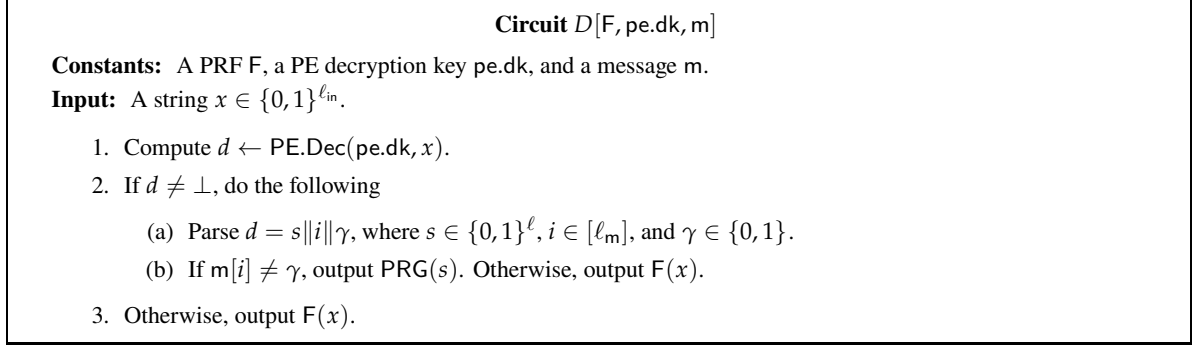 Circuit D[F, pe.dk, m]
Constants: A PRF F, a PE decryption key pe.dk, and a message m.
Input: A string x ∈ {0, 1}^{ℓ_in}.
1. Compute d ← PE.Dec(pe.dk, x).
2. If d ≠ ⊥, do the following
(a) Parse d = s∥i∥γ, where s ∈ {0, 1}^ℓ, i ∈ [ℓ_m], and γ ∈ {0, 1}.
(b) If m[i] ≠ γ, output PRG(s). Otherwise, output F(x).
3. Otherwise, output F(x).